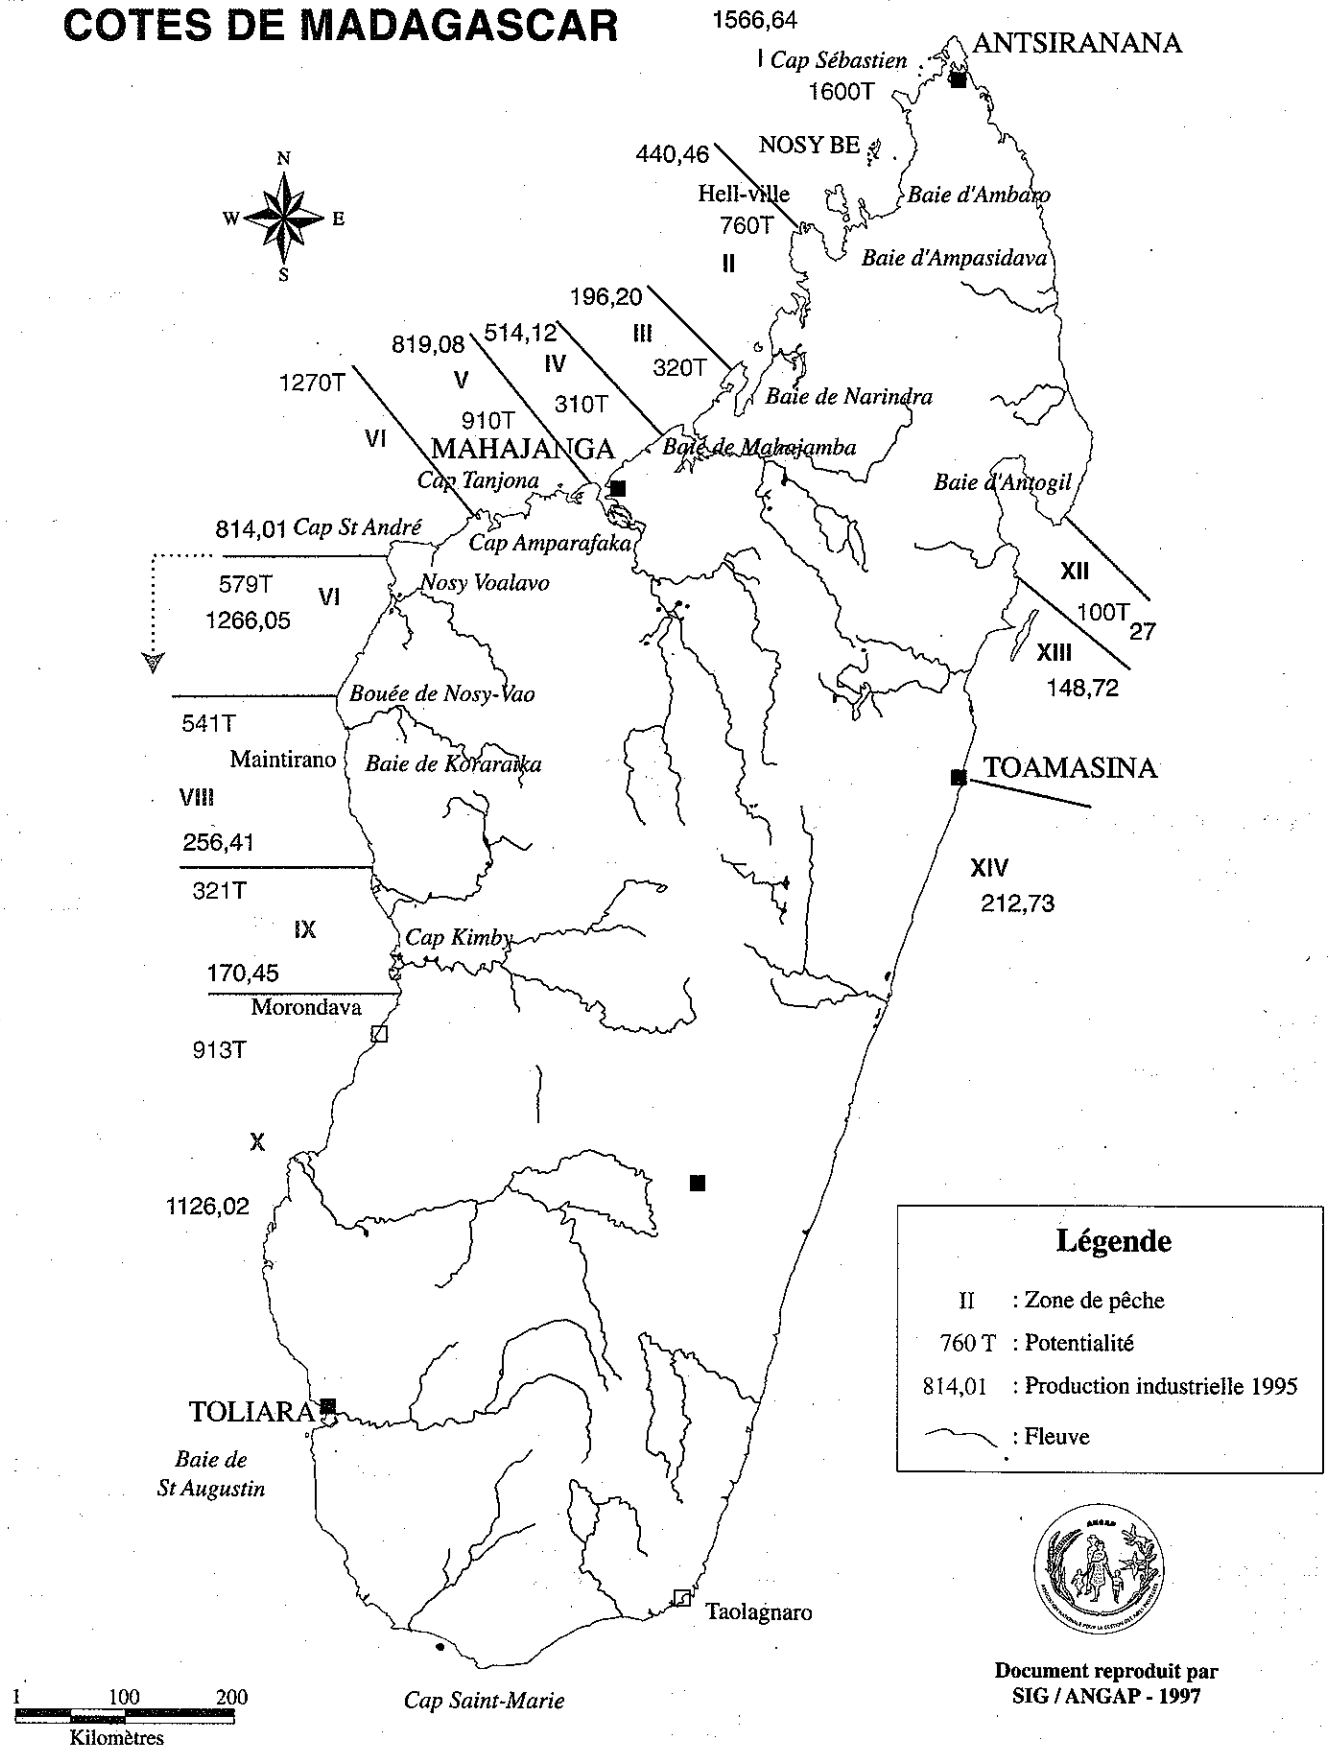 COTES DE MADAGASCAR
1566,64
ANTSIRANANA
I Cap Sébastien
1600T
NOSY BE
440,46
Hell-ville
760T
II
Baie d'Ambaro
Baie d'Ampasidava
N
W E
S
196,20
III
320T
514,12
IV
310T
819,08
V
910T
1270T
VI
Baie de Narindra
MAHAJANGA
Baie de Mahajamba
Cap Tanjona
Baie d'Antogil
814,01 Cap St André
Cap Amparafaka
579T
VI
1266,05
Nosy Voalavo
XII
100T
27
XIII
148,72
Bouée de Nosy-Vao
541T
Maintirano
Baie de Koraraika
TOAMASINA
VIII
256,41
321T
XIV
212,73
IX
Cap Kimby
170,45
Morondava
913T
X
1126,02
Légende
II : Zone de pêche
760 T : Potentialité
814,01 : Production industrielle 1995
: Fleuve
TOLIARA
Baie de
St Augustin
Taolagnaro
ANGAP
Document reproduit par
SIG / ANGAP - 1997
Cap Saint-Marie
1 100 200
Kilomètres